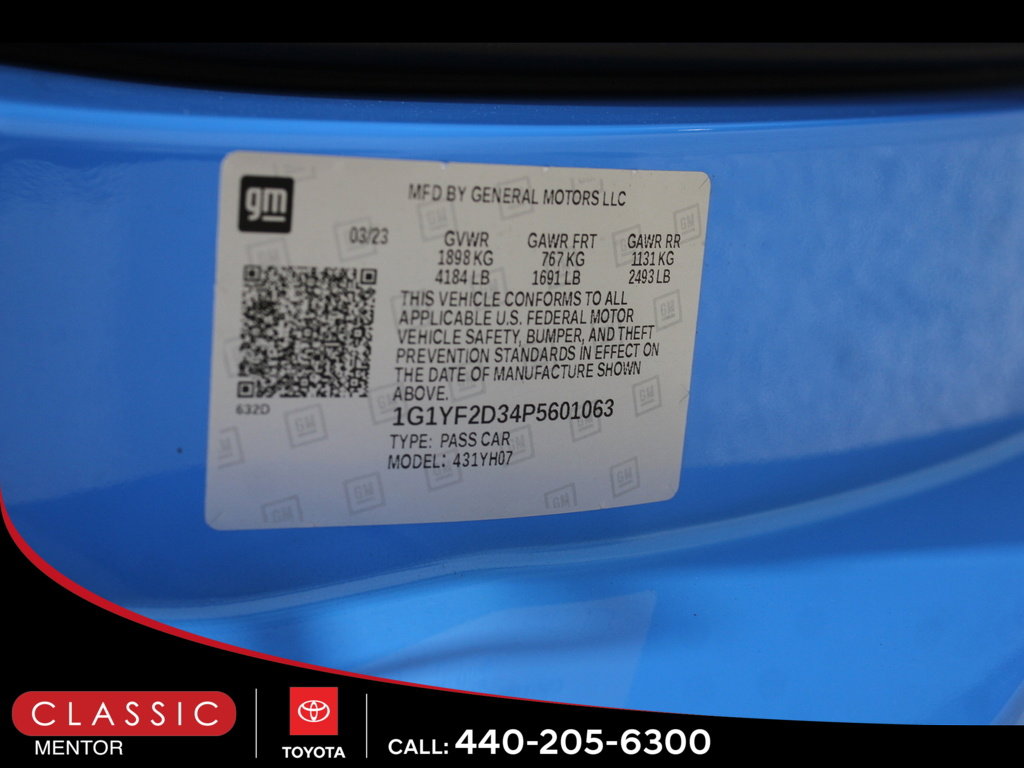 gm
MFD BY GENERAL MOTORS LLC
03/23
GVWR GAWR FRT GAWR RR
1898 KG 767 KG 1131 KG
4184 LB 1691 LB 2493 LB
THIS VEHICLE CONFORMS TO ALL
APPLICABLE U.S. FEDERAL MOTOR
VEHICLE SAFETY, BUMPER, AND THEFT
PREVENTION STANDARDS IN EFFECT ON
THE DATE OF MANUFACTURE SHOWN
ABOVE.
632D
1G1YF2D34P5601063
TYPE: PASS CAR
MODEL: 431YH07
CLASSIC
MENTOR
TOYOTA
CALL: 440-205-6300